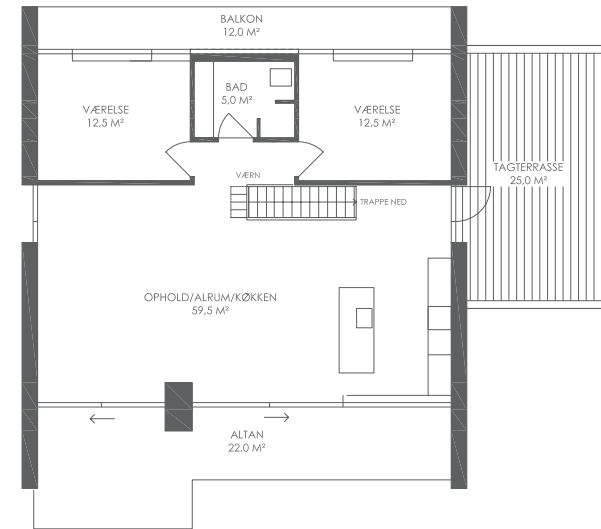 BALKON
12,0 M²
BAD
5,0 M²
VÆRELSE
12,5 M²
VÆRELSE
12,5 M²
TAGTERRASSE
25,0 M²
VÆRN
TRAPPE NED
OPHOLD/ALRUM/KØKKEN
59,5 M²
ALTAN
22,0 M²